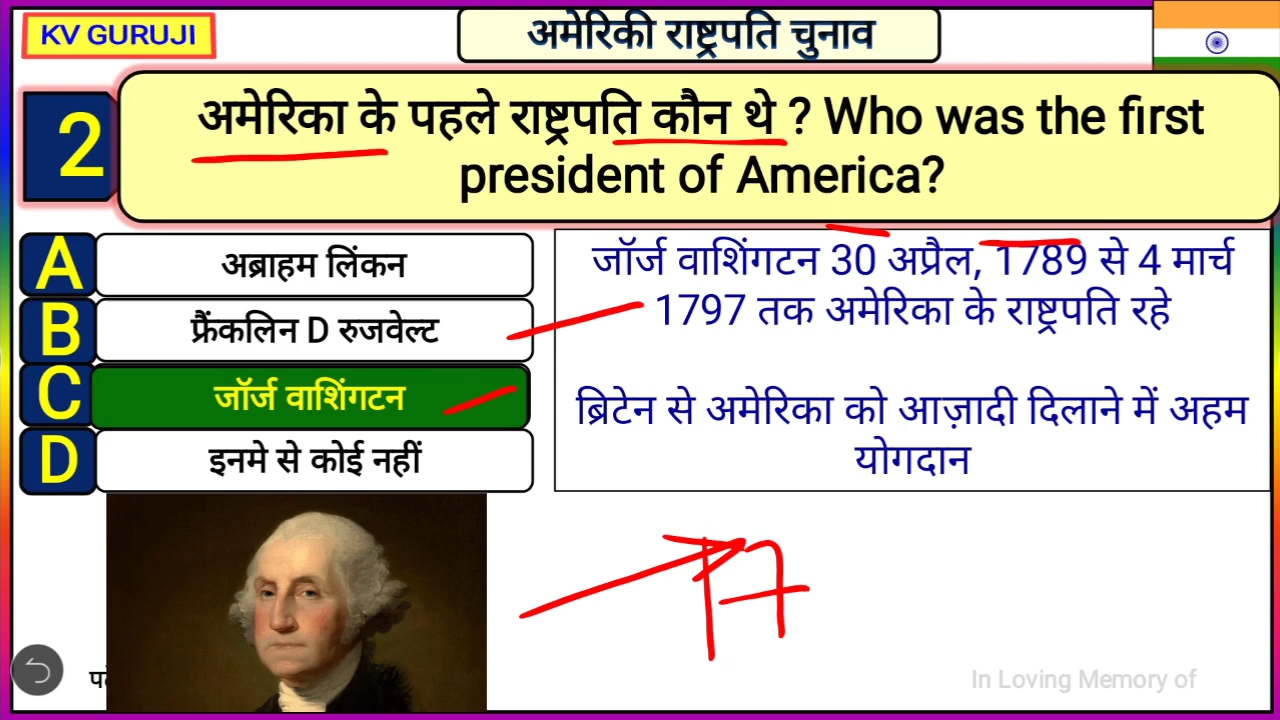 KV GURUJI
अमेरिकी राष्ट्रपति चुनाव
2
अमेरिका के पहले राष्ट्रपति कौन थे ? Who was the first
president of America?
A अब्राहम लिंकन
B फ्रैंकलिन D रुजवेल्ट
C जॉर्ज वाशिंगटन
D इनमे से कोई नहीं
जॉर्ज वाशिंगटन 30 अप्रैल, 1789 से 4 मार्च
1797 तक अमेरिका के राष्ट्रपति रहे
ब्रिटेन से अमेरिका को आज़ादी दिलाने में अहम
योगदान
17
In Loving Memory of